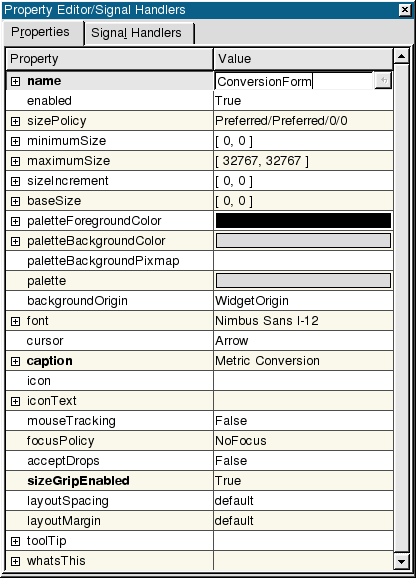 Property Editor/Signal Handlers
Properties Signal Handlers
Property Value
name ConversionForm
enabled True
sizePolicy Preferred/Preferred/0/0
minimumSize [ 0, 0 ]
maximumSize [ 32767, 32767 ]
sizeIncrement [ 0, 0 ]
baseSize [ 0, 0 ]
paletteForegroundColor
paletteBackgroundColor
paletteBackgroundPixmap
palette
backgroundOrigin WidgetOrigin
font Nimbus Sans l-12
cursor Arrow
caption Metric Conversion
icon
iconText
mouseTracking False
focusPolicy NoFocus
acceptDrops False
sizeGripEnabled True
layoutSpacing default
layoutMargin default
toolTip
whatsThis